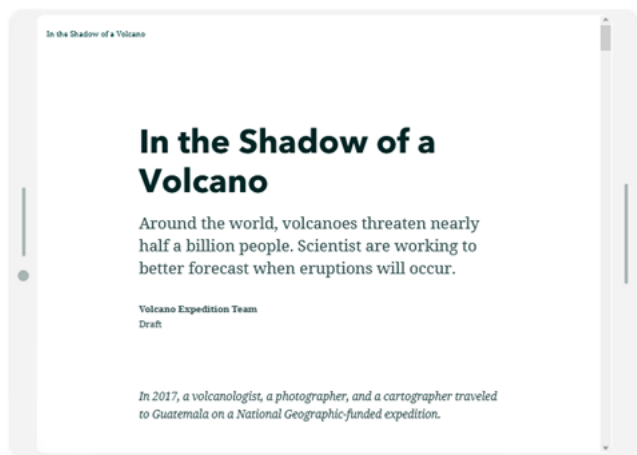 In the Shadow of a Volcano
In the Shadow of a
Volcano
Around the world, volcanoes threaten nearly
half a billion people. Scientist are working to
better forecast when eruptions will occur.
Volcano Expedition Team
Draft
In 2017, a volcanologist, a photographer, and a cartographer traveled
to Guatemala on a National Geographic-funded expedition.